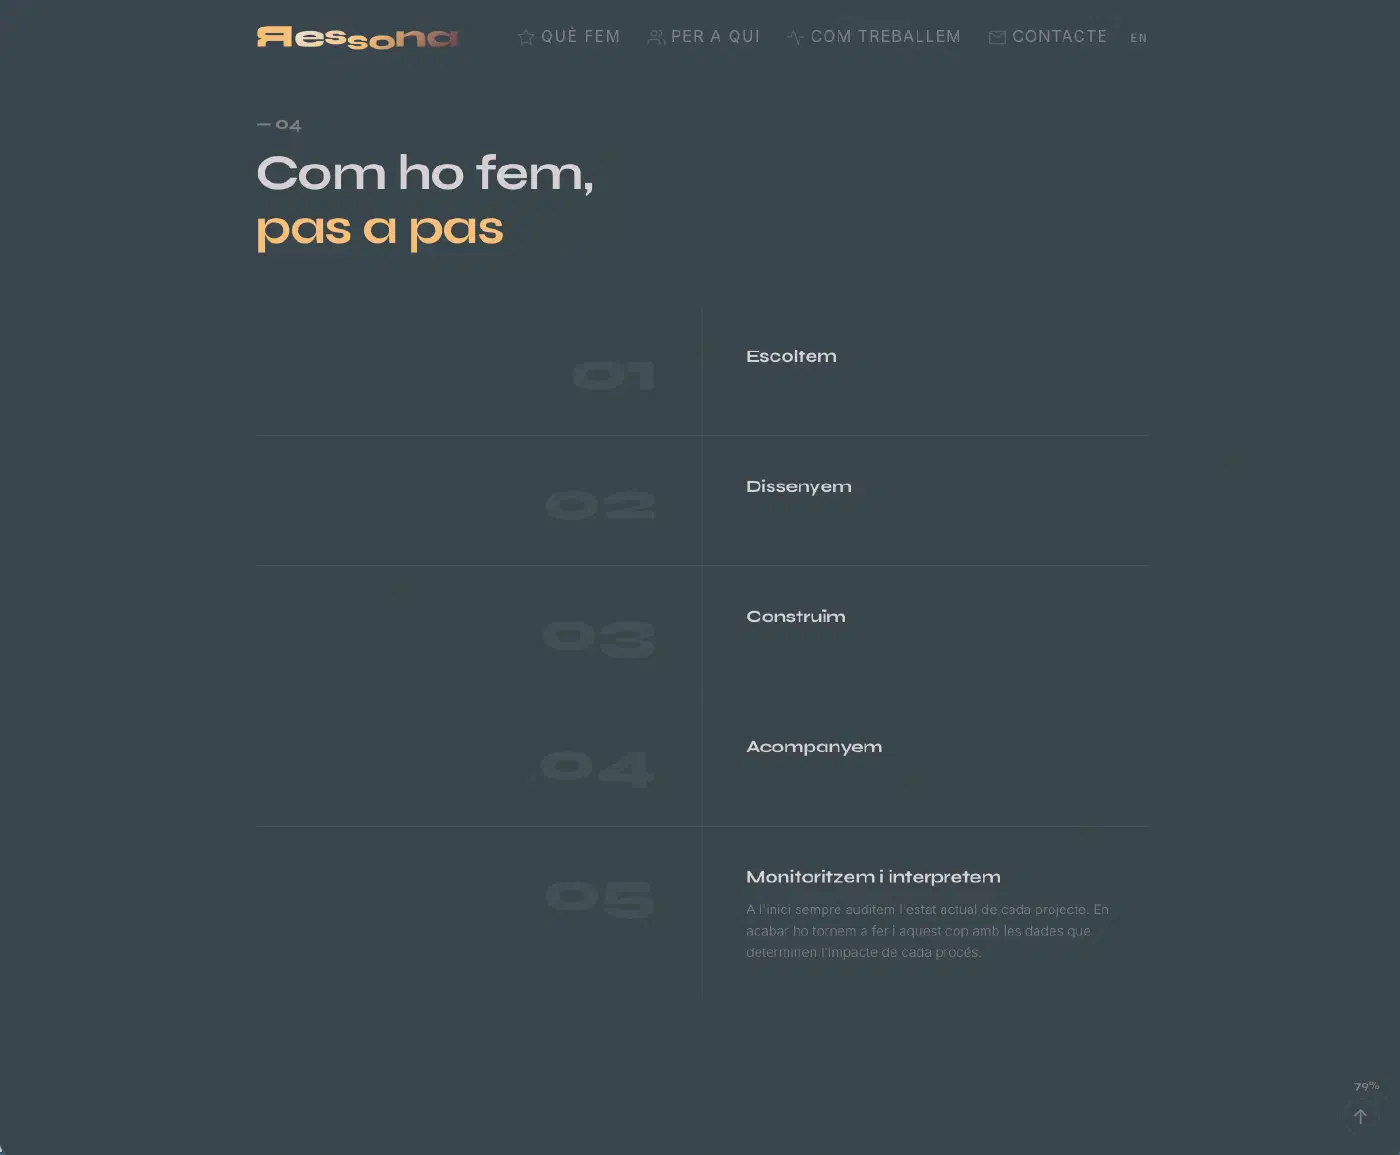 Ressona
QUÈ FEM PER A QUI COM TREBALLEM CONTACTE EN
— 04
Com ho fem,
pas a pas
01
Escoltem
02
Dissenyem
03
Construïm
04
Acompanyem
05
Monitoritzem i interpretem
A l'inici sempre auditem l'estat actual de cada projecte. En
acabar ho tornem a fer i aquest cop amb les dades que
determinen l'impacte de cada procés.
79%